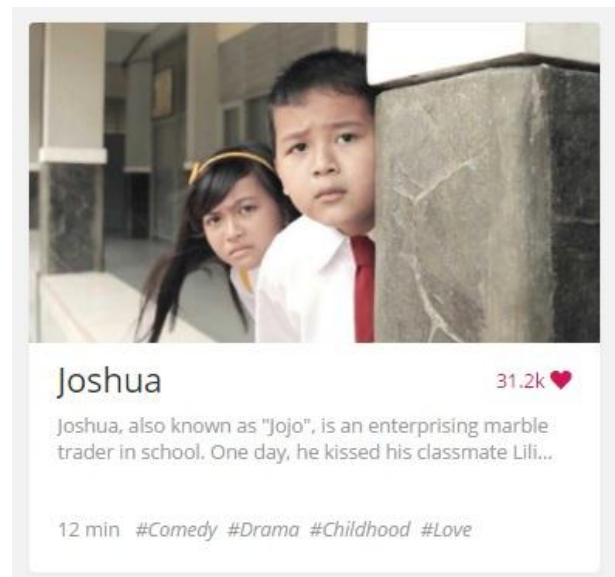 Joshua
31.2k
Joshua, also known as "Jojo", is an enterprising marble
trader in school. One day, he kissed his classmate Lili...
12 min #Comedy #Drama #Childhood #Love